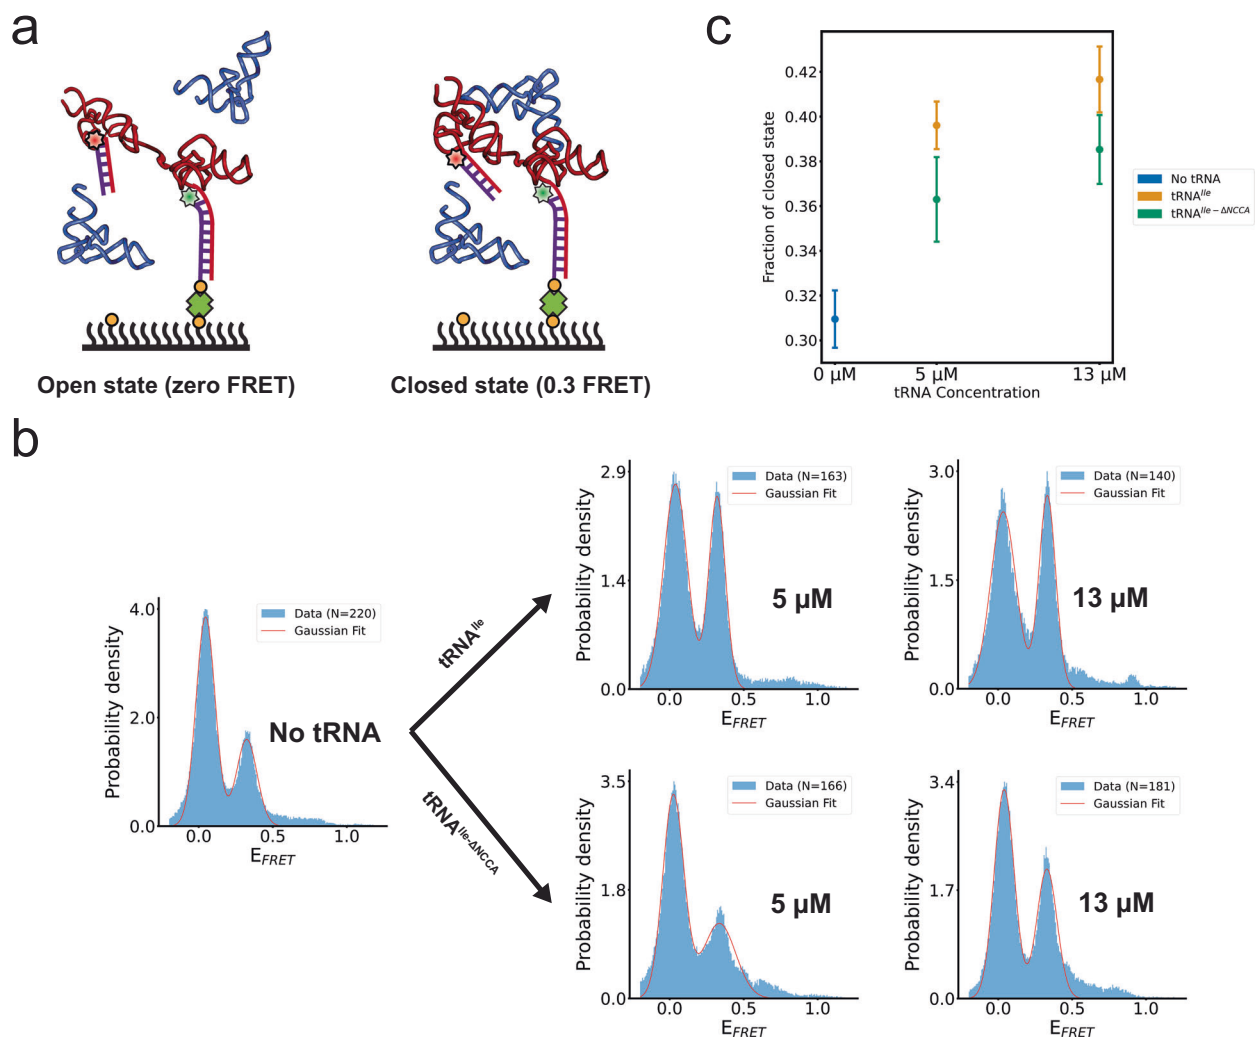 a
Open state (zero FRET)
Closed state (0.3 FRET)
c
Fraction of closed state
0.42
0.40
0.38
0.36
0.34
0.32
0.30
0 μM
5 μM
13 μM
tRNA Concentration
No tRNA
tRNA^Ile
tRNA^Ile − ΔNCCA
b
Probability density
4.0
2.0
0.0
0.0
0.5
1.0
E_FRET
Data (N=220)
Gaussian Fit
No tRNA
tRNA^Ile
tRNA^Ile-ΔNCCA
Probability density
2.9
1.4
0.0
0.0
0.5
1.0
E_FRET
Data (N=163)
Gaussian Fit
5 μM
Probability density
3.0
1.5
0.0
0.0
0.5
1.0
E_FRET
Data (N=140)
Gaussian Fit
13 μM
Probability density
3.5
1.8
0.0
0.0
0.5
1.0
E_FRET
Data (N=166)
Gaussian Fit
5 μM
Probability density
3.4
1.7
0.0
0.0
0.5
1.0
E_FRET
Data (N=181)
Gaussian Fit
13 μM